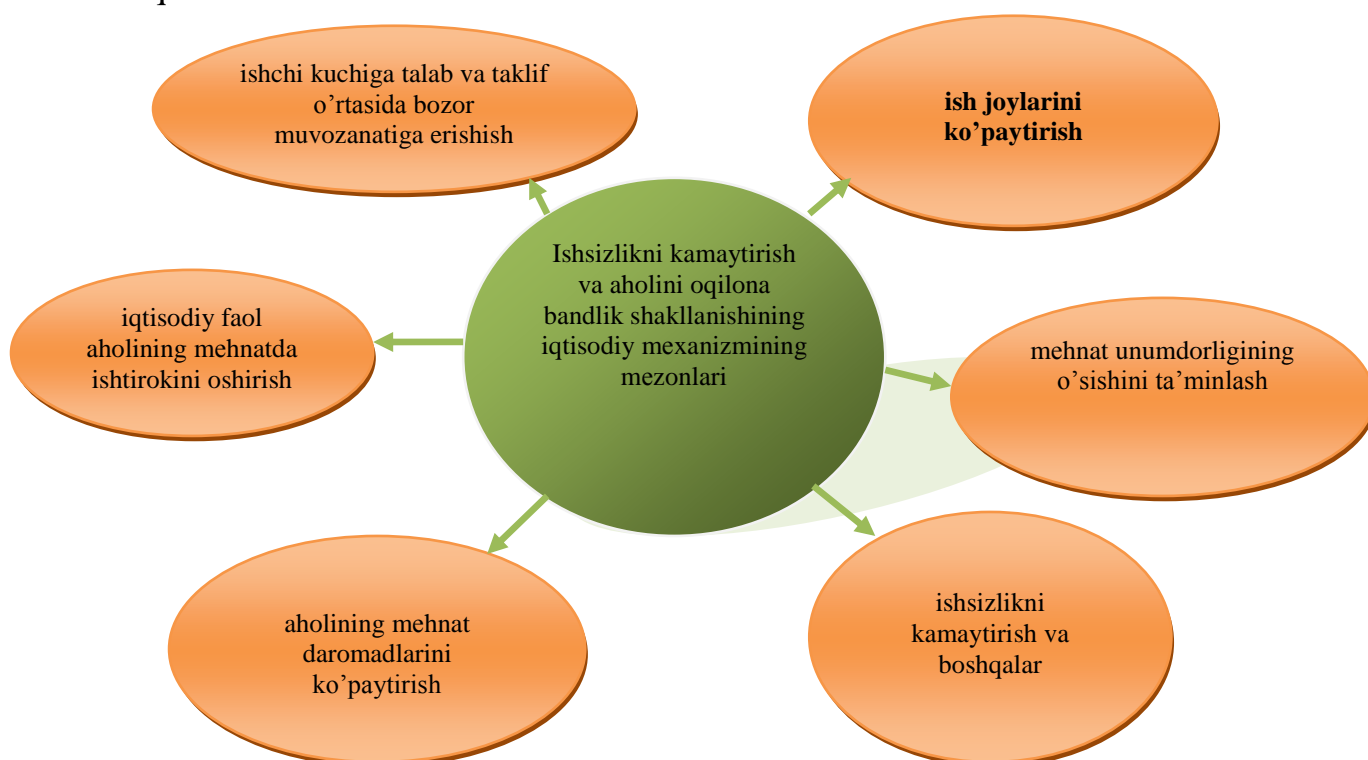 ishchi kuchiga talab va taklif
o’rtasida bozor
muvozanatiga erishish
ish joylarini
ko’paytirish
Ishsizlikni kamaytirish
va aholini oqilona
bandlik shakllanishining
iqtisodiy mexanizmining
mezonlari
iqtisodiy faol
aholining mehnatda
ishtirokini oshirish
mehnat unumdorligining
o’sishini ta’minlash
aholining mehnat
daromadlarini
ko’paytirish
ishsizlikni
kamaytirish va
boshqalar